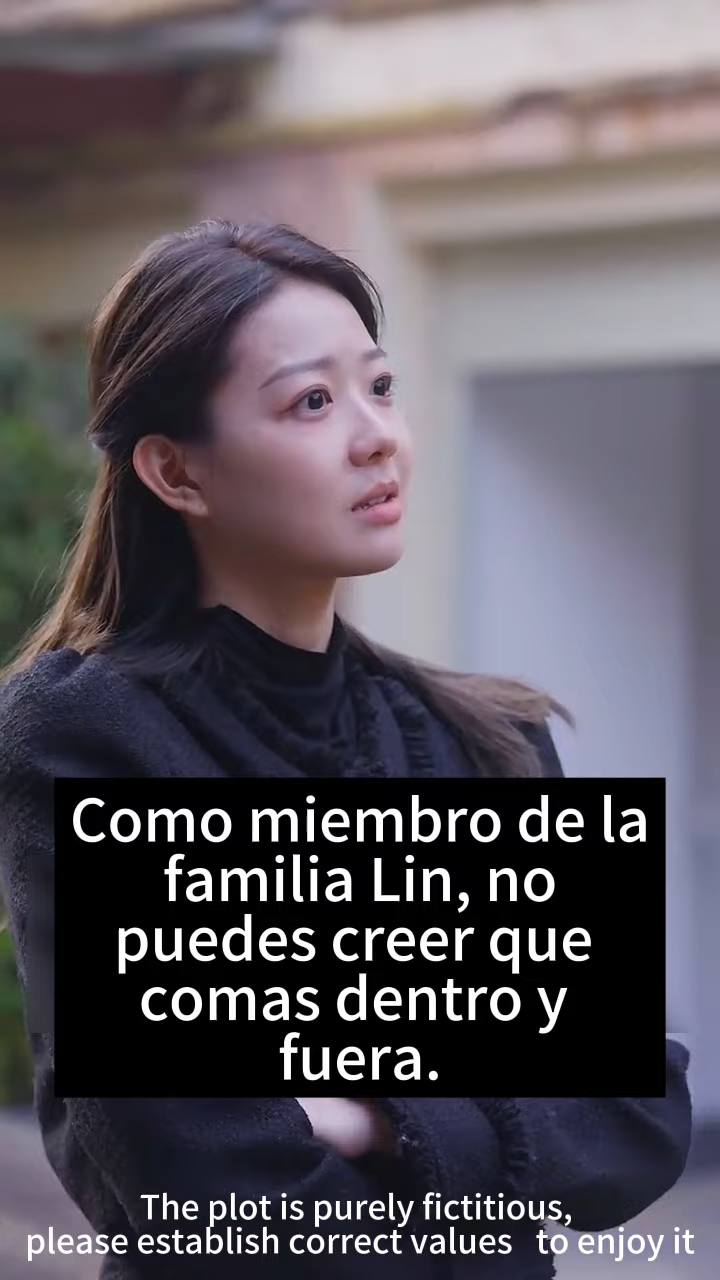 Como miembro de la
familia Lin, no
puedes creer que
comas dentro y
fuera.
The plot is purely fictitious,
please establish correct values to enjoy it